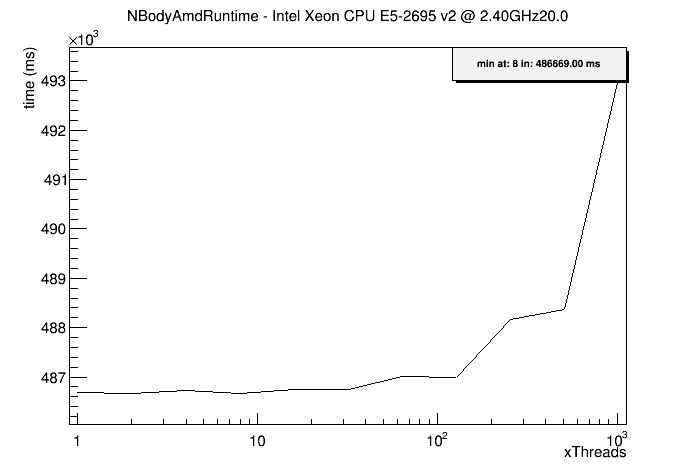 NBodyAmdRuntime - Intel Xeon CPU E5-2695 v2 @ 2.40GHz20.0
×10³
time (ms)
min at: 8 in: 486669.00 ms
493
492
491
490
489
488
487
1 10 10² 10³
xThreads